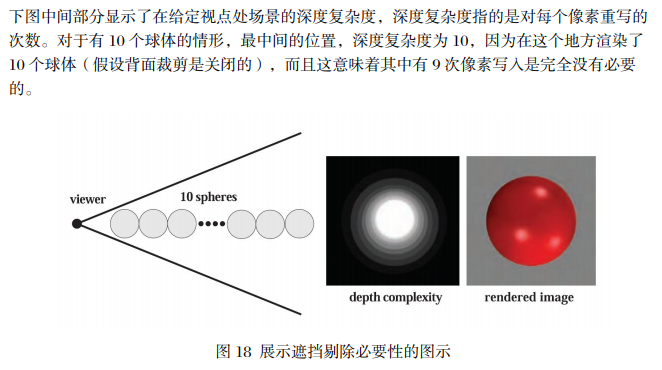 下图中间部分显示了在给定视点处场景的深度复杂度，深度复杂度指的是对每个像素重写的
次数。对于有 10 个球体的情形，最中间的位置，深度复杂度为 10，因为在这个地方渲染了
10 个球体（假设背面裁剪是关闭的），而且这意味着其中有 9 次像素写入是完全没有必要
的。
viewer
10 spheres
depth complexity
rendered image
图 18 展示遮挡剔除必要性的图示